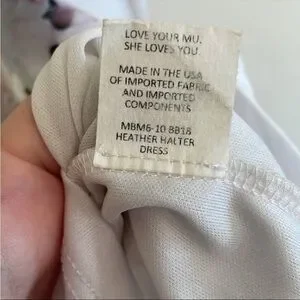 LOVE YOUR MU.
SHE LOVES YOU.
MADE IN THE USA
OF IMPORTED FABRIC
AND IMPORTED
COMPONENTS
MBM6-10 8B18
HEATHER HALTER
DRESS